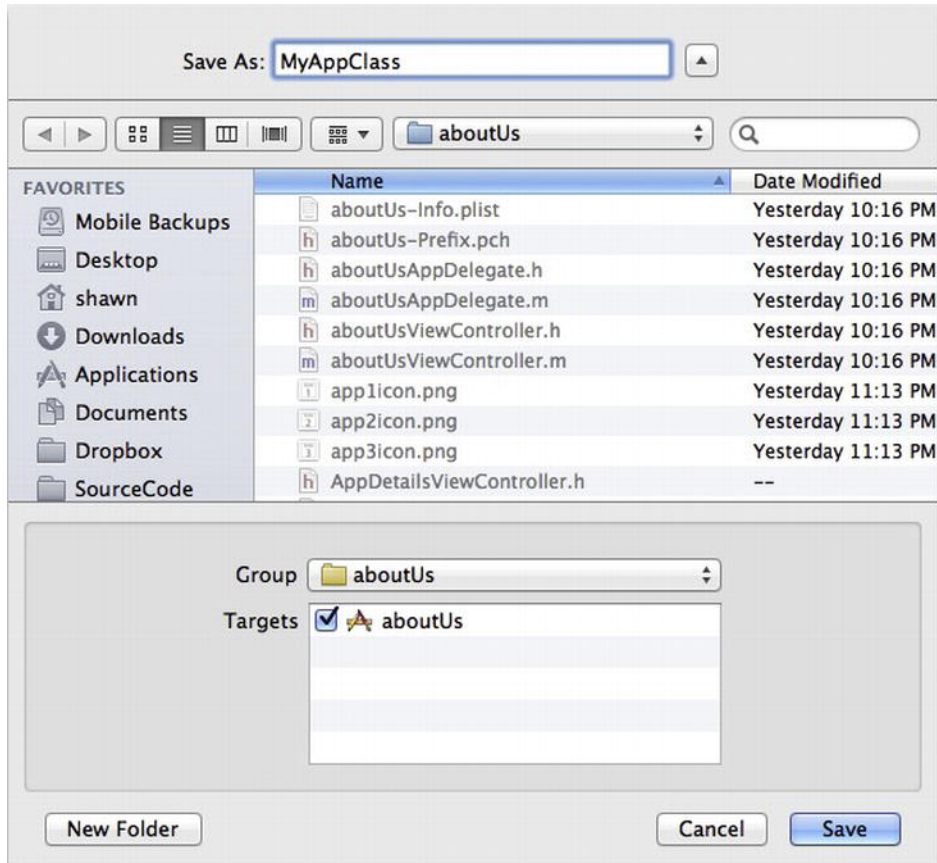 Save As: MyAppClass
aboutUs
FAVORITES
Mobile Backups
Desktop
shawn
Downloads
Applications
Documents
Dropbox
SourceCode
Name Date Modified
aboutUs-Info.plist Yesterday 10:16 PM
aboutUs-Prefix.pch Yesterday 10:16 PM
aboutUsAppDelegate.h Yesterday 10:16 PM
aboutUsAppDelegate.m Yesterday 10:16 PM
aboutUsViewController.h Yesterday 10:16 PM
aboutUsViewController.m Yesterday 10:16 PM
app1icon.png Yesterday 11:13 PM
app2icon.png Yesterday 11:13 PM
app3icon.png Yesterday 11:13 PM
AppDetailsViewController.h --
Group aboutUs
Targets aboutUs
New Folder Cancel Save